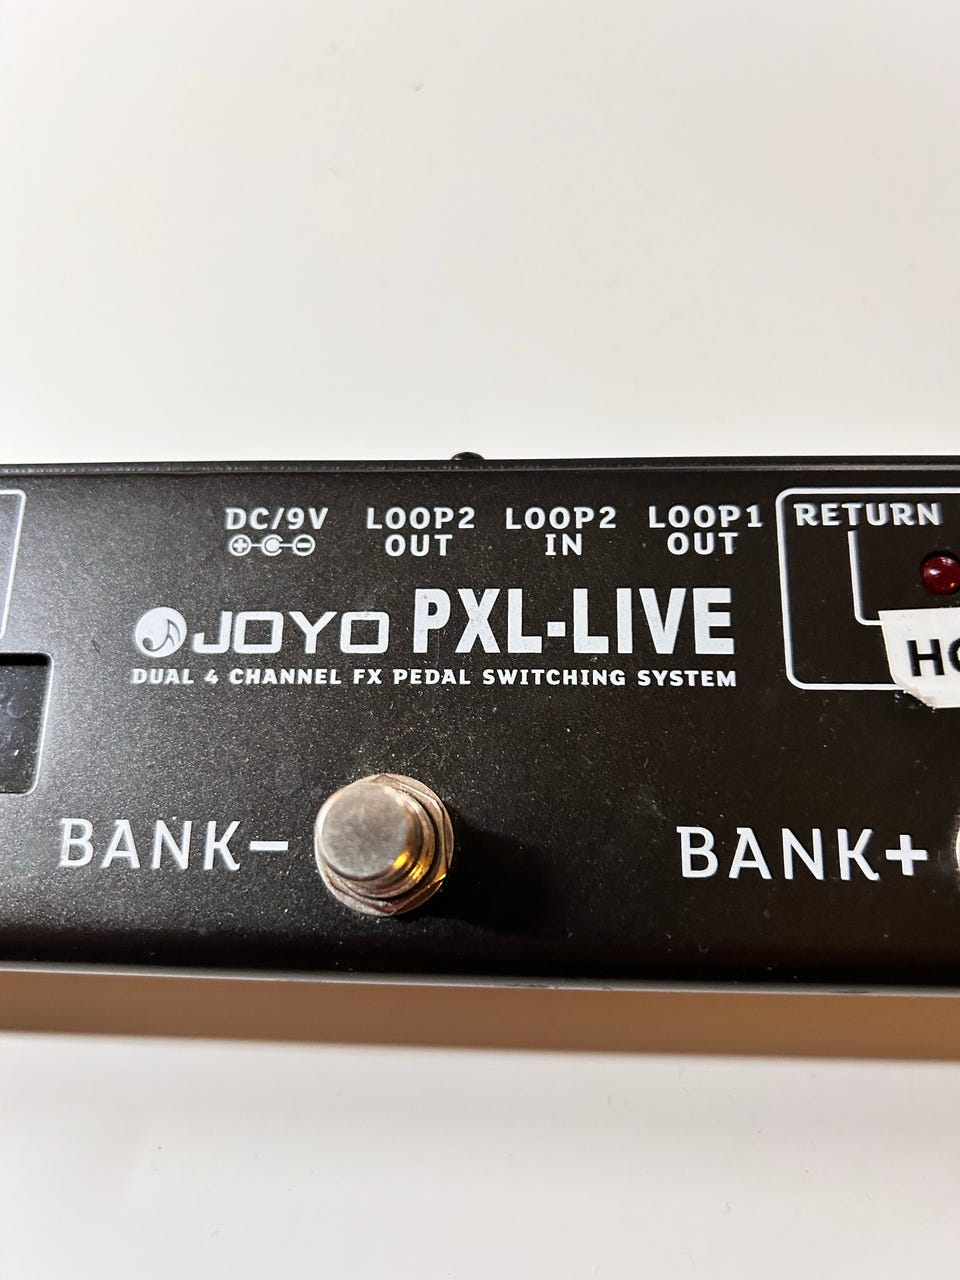 DC/9V
LOOP2 OUT
LOOP2 IN
LOOP1 OUT
RETURN
JOYO PXL-LIVE
DUAL 4 CHANNEL FX PEDAL SWITCHING SYSTEM
BANK-
BANK+